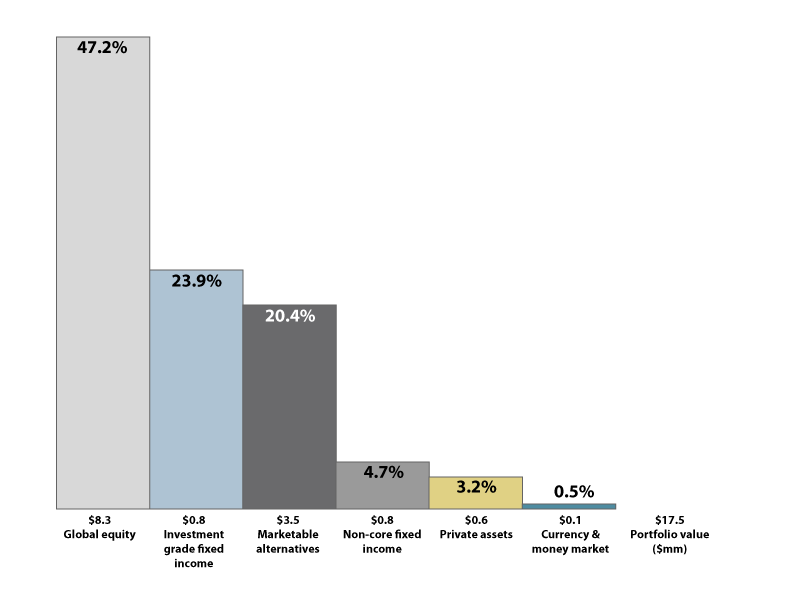 47.2%
23.9%
20.4%
4.7%
3.2%
0.5%
$8.3
Global equity
$0.8
Investment
grade fixed
income
$3.5
Marketable
alternatives
$0.8
Non-core fixed
income
$0.6
Private assets
$0.1
Currency &
money market
$17.5
Portfolio value
($mm)